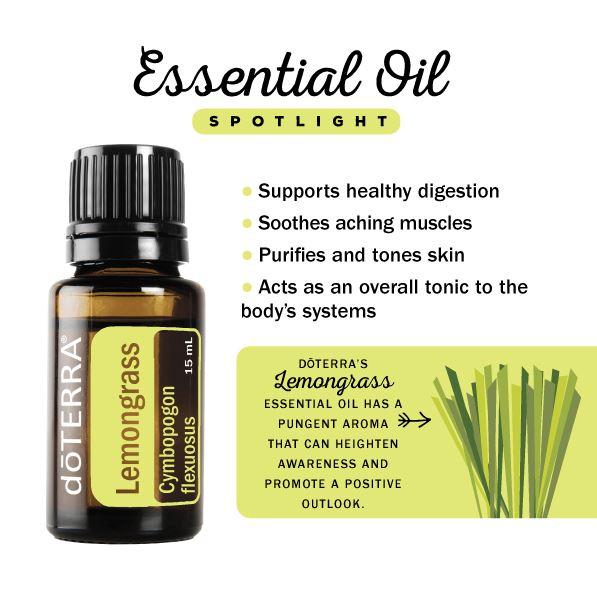 Essential Oil
SPOTLIGHT
Supports healthy digestion
Soothes aching muscles
Purifies and tones skin
Acts as an overall tonic to the
body's systems
dōTERRA®
Lemongrass
Cymbopogon
flexuosus
15 mL
DŌTERRA'S
Lemongrass
ESSENTIAL OIL HAS A
PUNGENT AROMA
THAT CAN HEIGHTEN
AWARENESS AND
PROMOTE A POSITIVE
OUTLOOK.